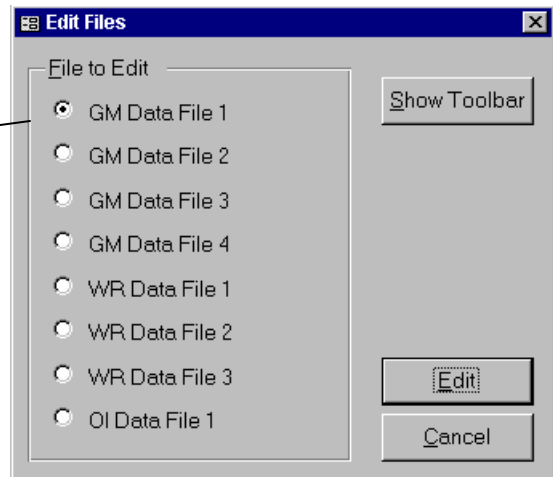 Edit Files
File to Edit
GM Data File 1
GM Data File 2
GM Data File 3
GM Data File 4
WR Data File 1
WR Data File 2
WR Data File 3
OI Data File 1
Show Toolbar
Edit
Cancel